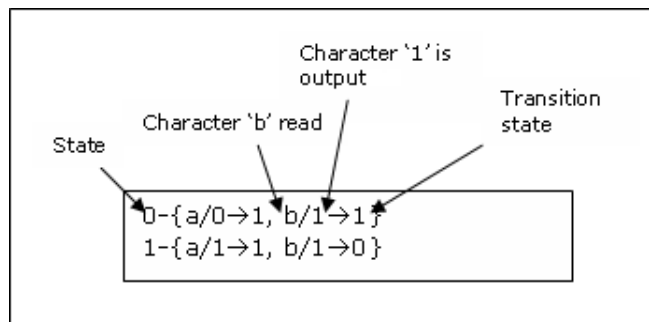 Character ‘1’ is
output
Transition
state
Character ‘b’ read
State
0-{a/0→1, b/1→1}
1-{a/1→1, b/1→0}